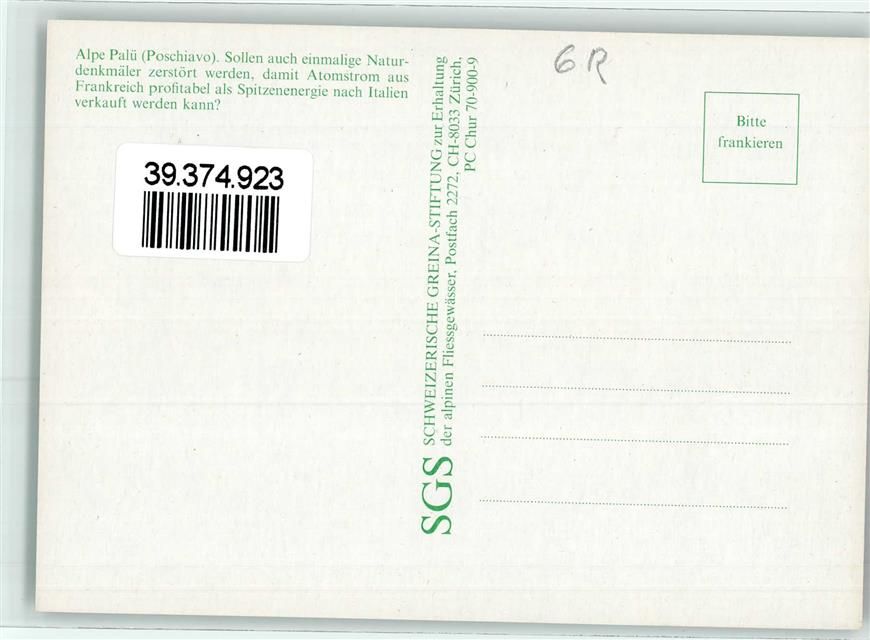 Alpe Palü (Poschiavo). Sollen auch einmalige Natur-
denkmäler zerstört werden, damit Atomstrom aus
Frankreich profitabel als Spitzenenergie nach Italien
verkauft werden kann?
39.374.923
SGS SCHWEIZERISCHE GREINA-STIFTUNG zur Erhaltung
der alpinen Fliessgewässer, Postfach 2272, CH-8033 Zürich,
PC Chur 70-900-9
6R
Bitte
frankieren